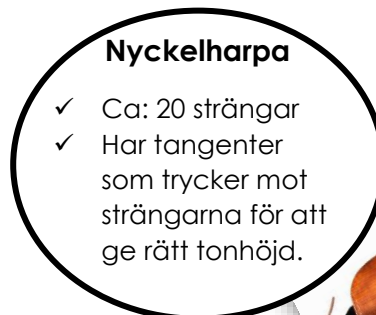 Nyckelharpa
✓ Ca: 20 strängar
✓ Har tangenter
som trycker mot
strängarna för att
ge rätt tonhöjd.